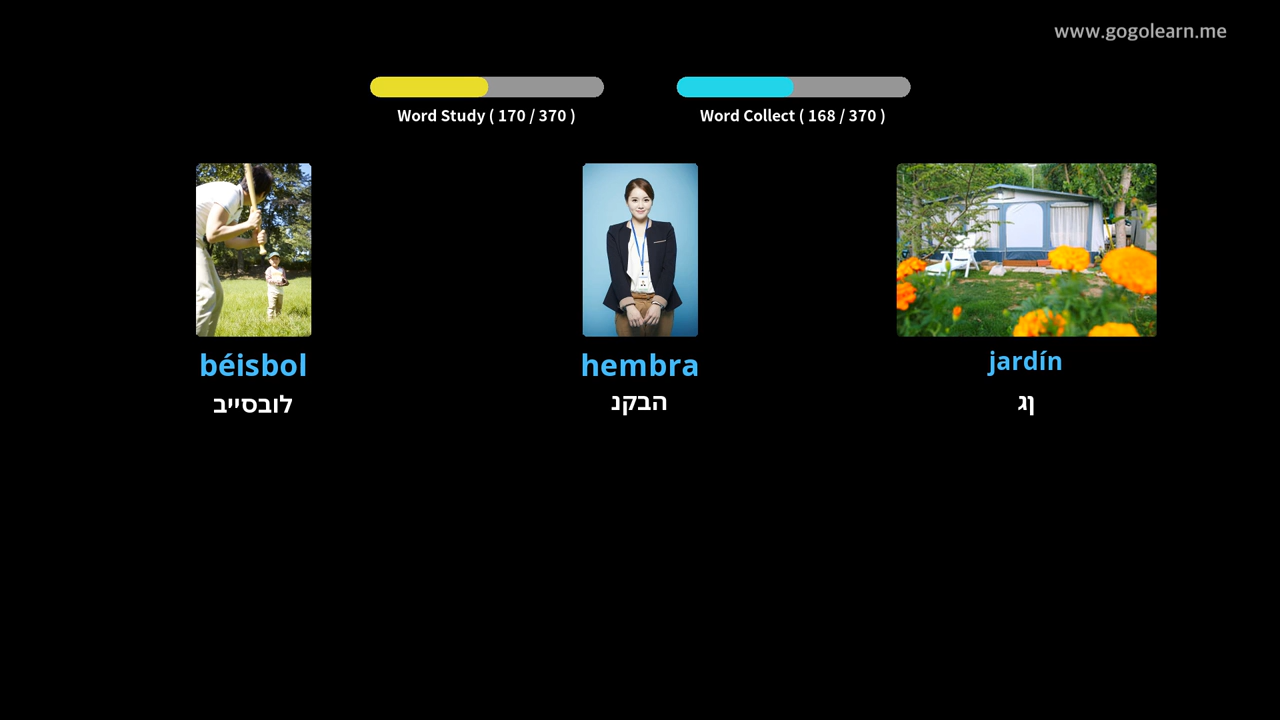 www.gogolearn.me
Word Study ( 170 / 370 )
Word Collect ( 168 / 370 )
béisbol
לובסייב
hembra
הבקנ
jardín
ןג